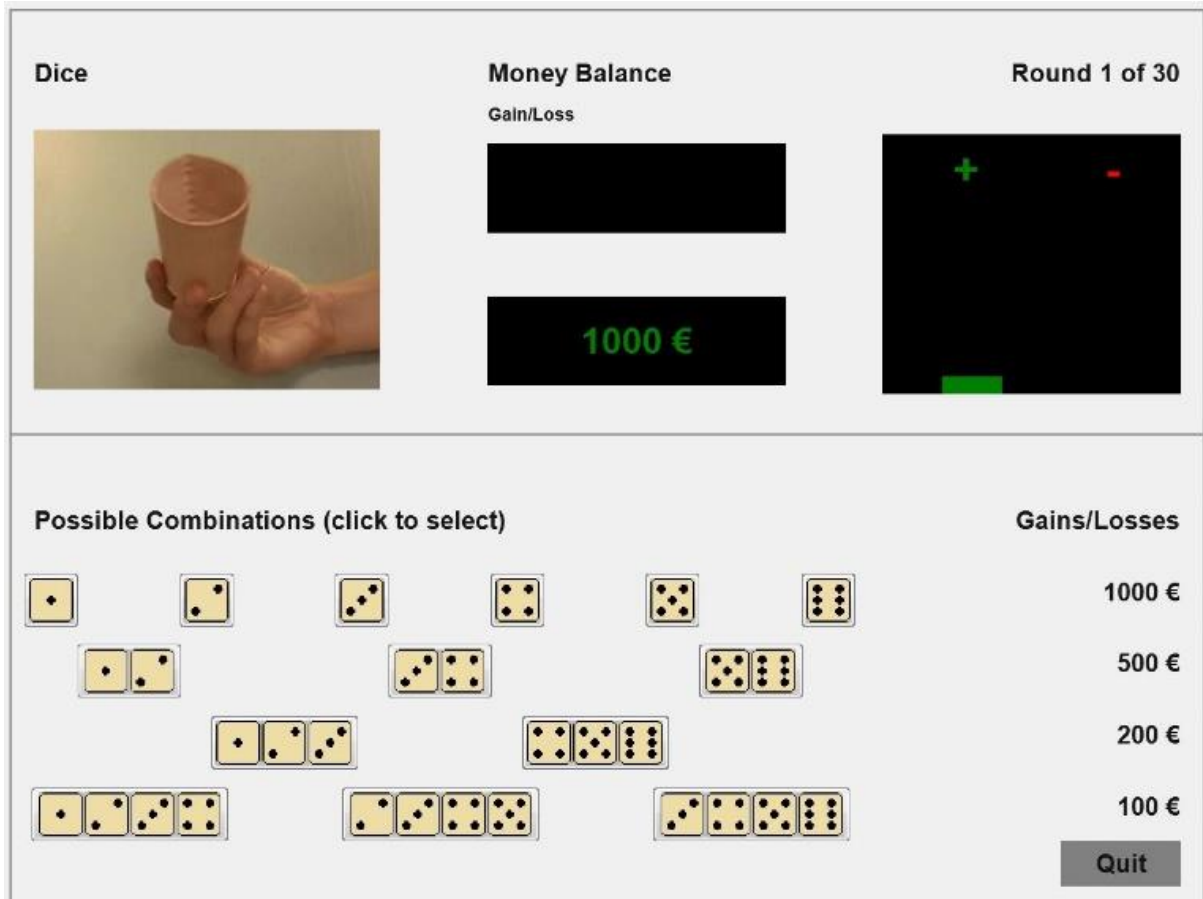 Dice
Money Balance
Round 1 of 30
Gain/Loss
+ -
1000 €
Possible Combinations (click to select)
Gains/Losses
1000 €
500 €
200 €
100 €
Quit